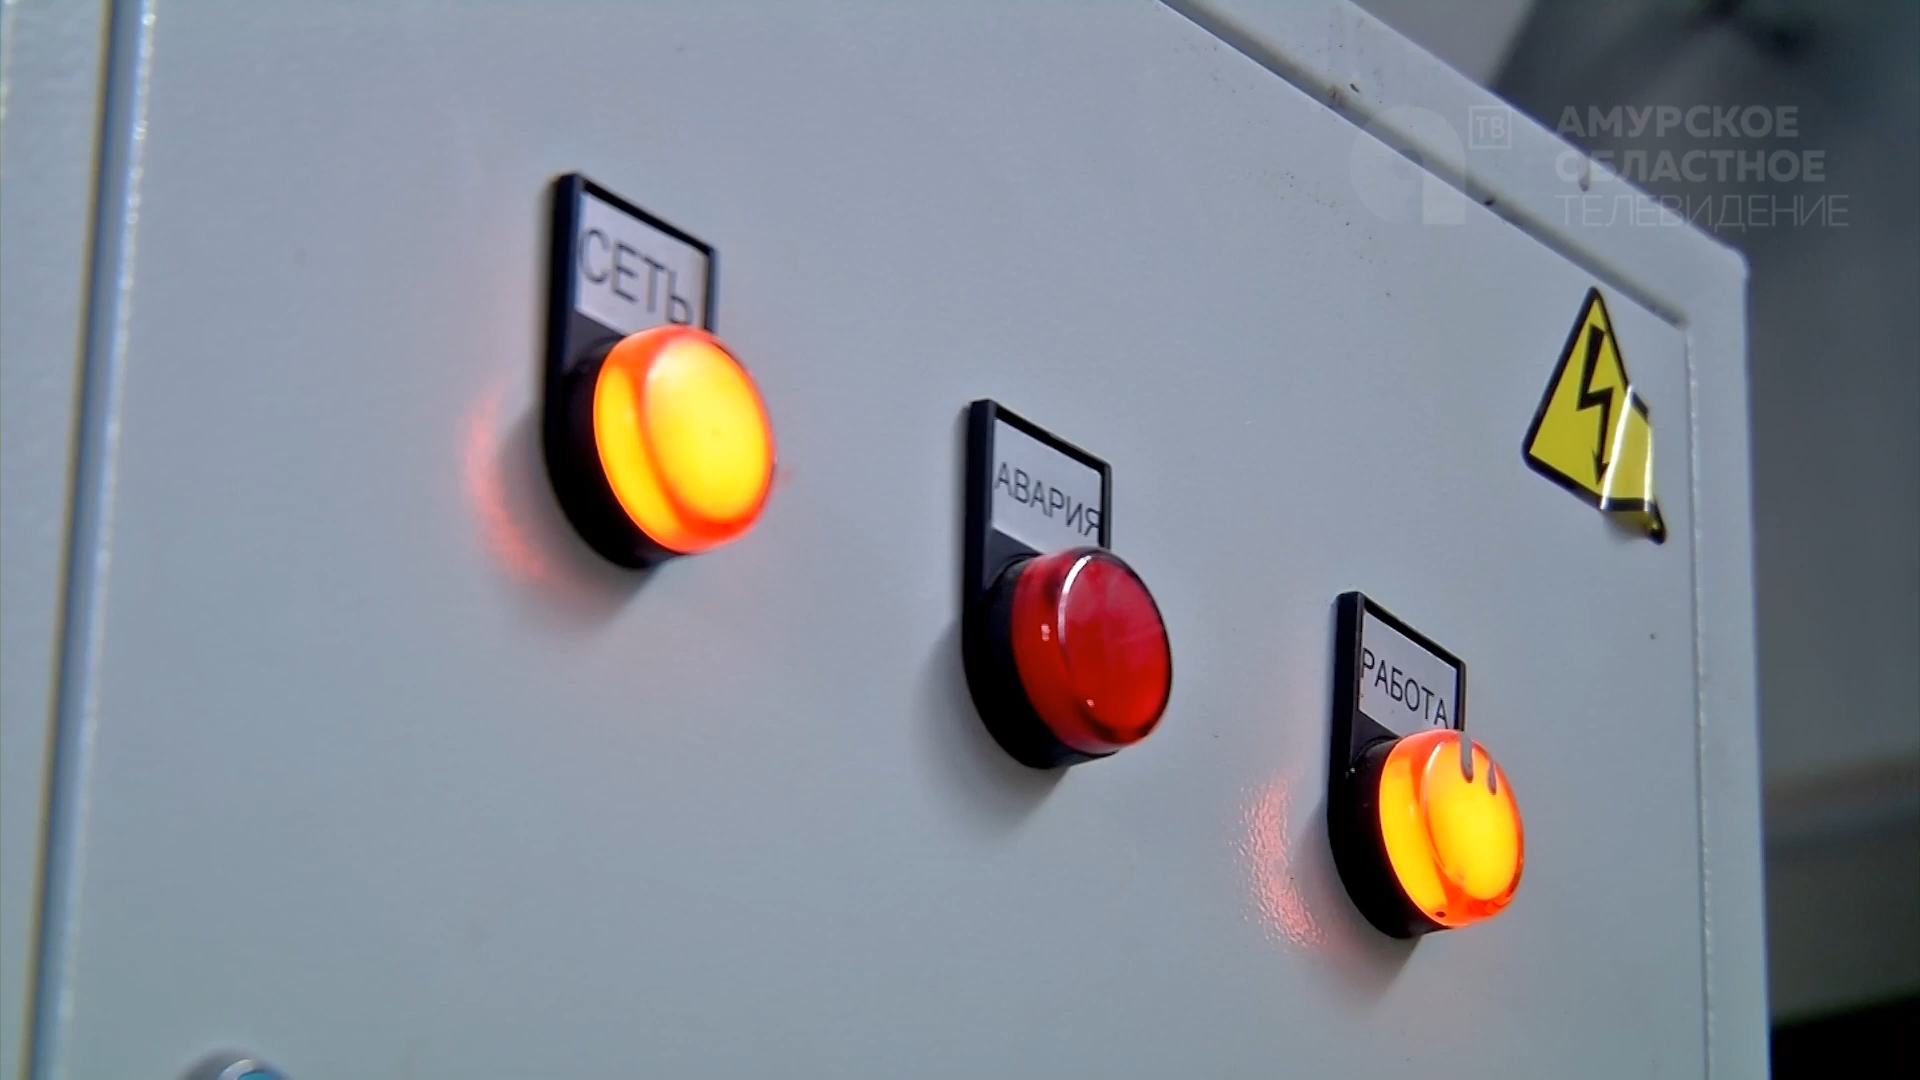 СЕТЬ
АВАРИЯ
РАБОТА
ТВ
АМУРСКОЕ
ОБЛАСТНОЕ
ТЕЛЕВИДЕНИЕ